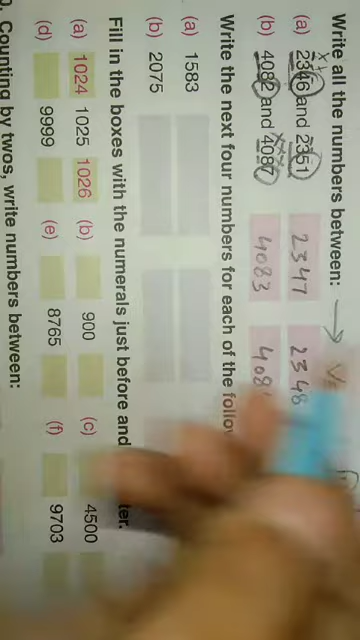 Write all the numbers between:
(a) 2346 and 2351 2347 2348
(b) 4082 and 4087 4083
Write the next four numbers for each of the
(a) 1583
(b) 2075
Fill in the boxes with the numerals just before and
(a) 1024 1025 1026 (b) 900 (c) 4500
(d) 9999 (e) 8765 (f) 9703
Counting by twos, write numbers between: